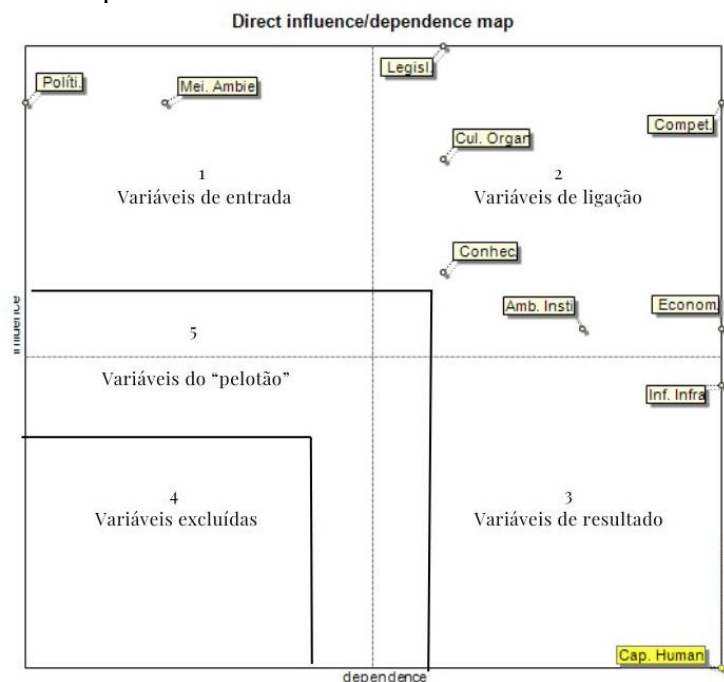 Direct influence/dependence map
Políti.
Mei. Ambie
Legisl.
Compet.
Cul. Organ
1
Variáveis de entrada
2
Variáveis de ligação
Conhec.
Amb. Insti
Econom.
influence
5
Variáveis do “pelotão”
Inf. Infra
4
Variáveis excluídas
3
Variáveis de resultado
Cap. Human
dependence